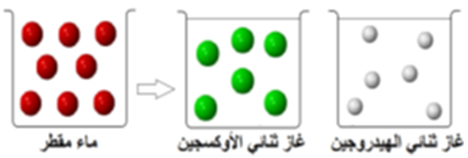 ماء مقطر
غاز ثنائي الأوكسجين
غاز ثنائي الهيدروجين